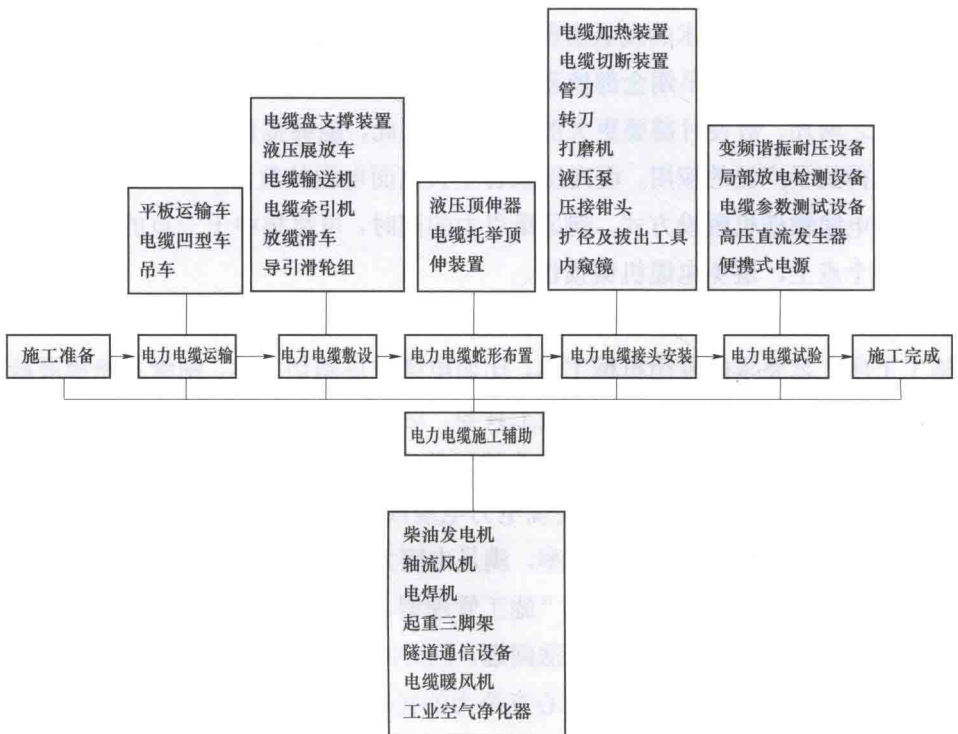 电缆加热装置
电缆切断装置
管刀
转刀
打磨机
液压泵
压接钳头
扩径及拔出工具
内窥镜
电缆盘支撑装置
液压展放车
电缆输送机
电缆牵引机
放缆滑车
导引滑轮组
变频谐振耐压设备
局部放电检测设备
电缆参数测试设备
高压直流发生器
便携式电源
平板运输车
电缆凹型车
吊车
液压顶伸器
电缆托举顶
伸装置
施工准备
电力电缆运输
电力电缆敷设
电力电缆蛇形布置
电力电缆接头安装
电力电缆试验
施工完成
电力电缆施工辅助
柴油发电机
轴流风机
电焊机
起重三脚架
隧道通信设备
电缆暖风机
工业空气净化器